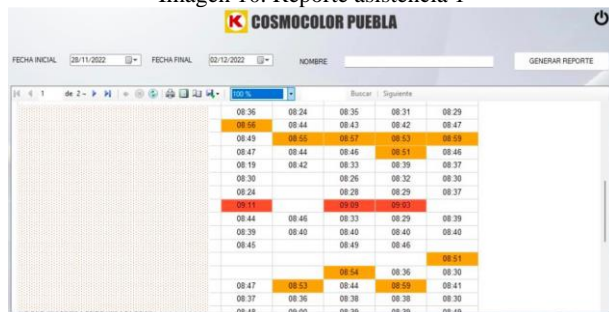 Imagen 10. Reporte asistencia 1
K COSMOCOLOR PUEBLA
FECHA INICIAL 28/11/2022 FECHA FINAL 02/12/2022 NOMBRE GENERAR REPORTE
1 de 2 100 % Buscar Siguiente
08:36 08:24 08:35 08:31 08:29
08:56 08:44 08:43 08:42 08:47
08:49 08:55 08:57 08:53 08:59
08:47 08:44 08:46 08:51 08:46
08:19 08:42 08:33 08:39 08:37
08:30 08:26 08:32 08:30
08:24 08:28 08:29 08:37
09:11 09:09 09:03
08:44 08:46 08:33 08:29 08:39
08:39 08:40 08:40 08:40 08:40
08:45 08:49 08:46
08:51
08:54 08:36 08:30
08:47 08:53 08:44 08:59 08:41
08:37 08:36 08:38 08:38 08:30